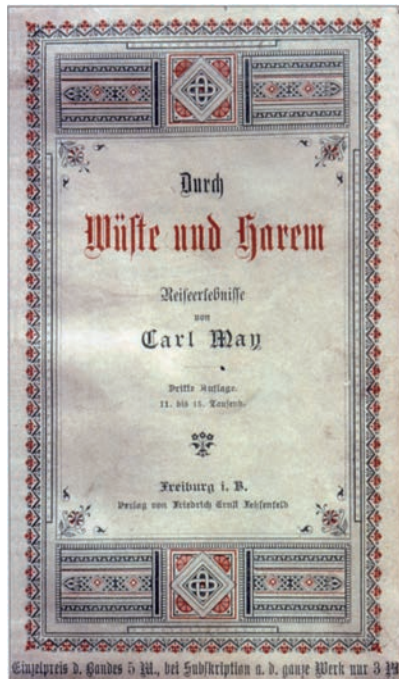 Durch
Wüste und Harem
Reiseerlebnisse
von
Carl May
Dritte Auflage.
11. bis 15. Tausend.
Freiburg i. B.
Verlag von Friedrich Ernst Fehsenfeld
Einzelpreis d. Bandes 5 M., bei Subskription a. d. ganze Werk nur 3 M